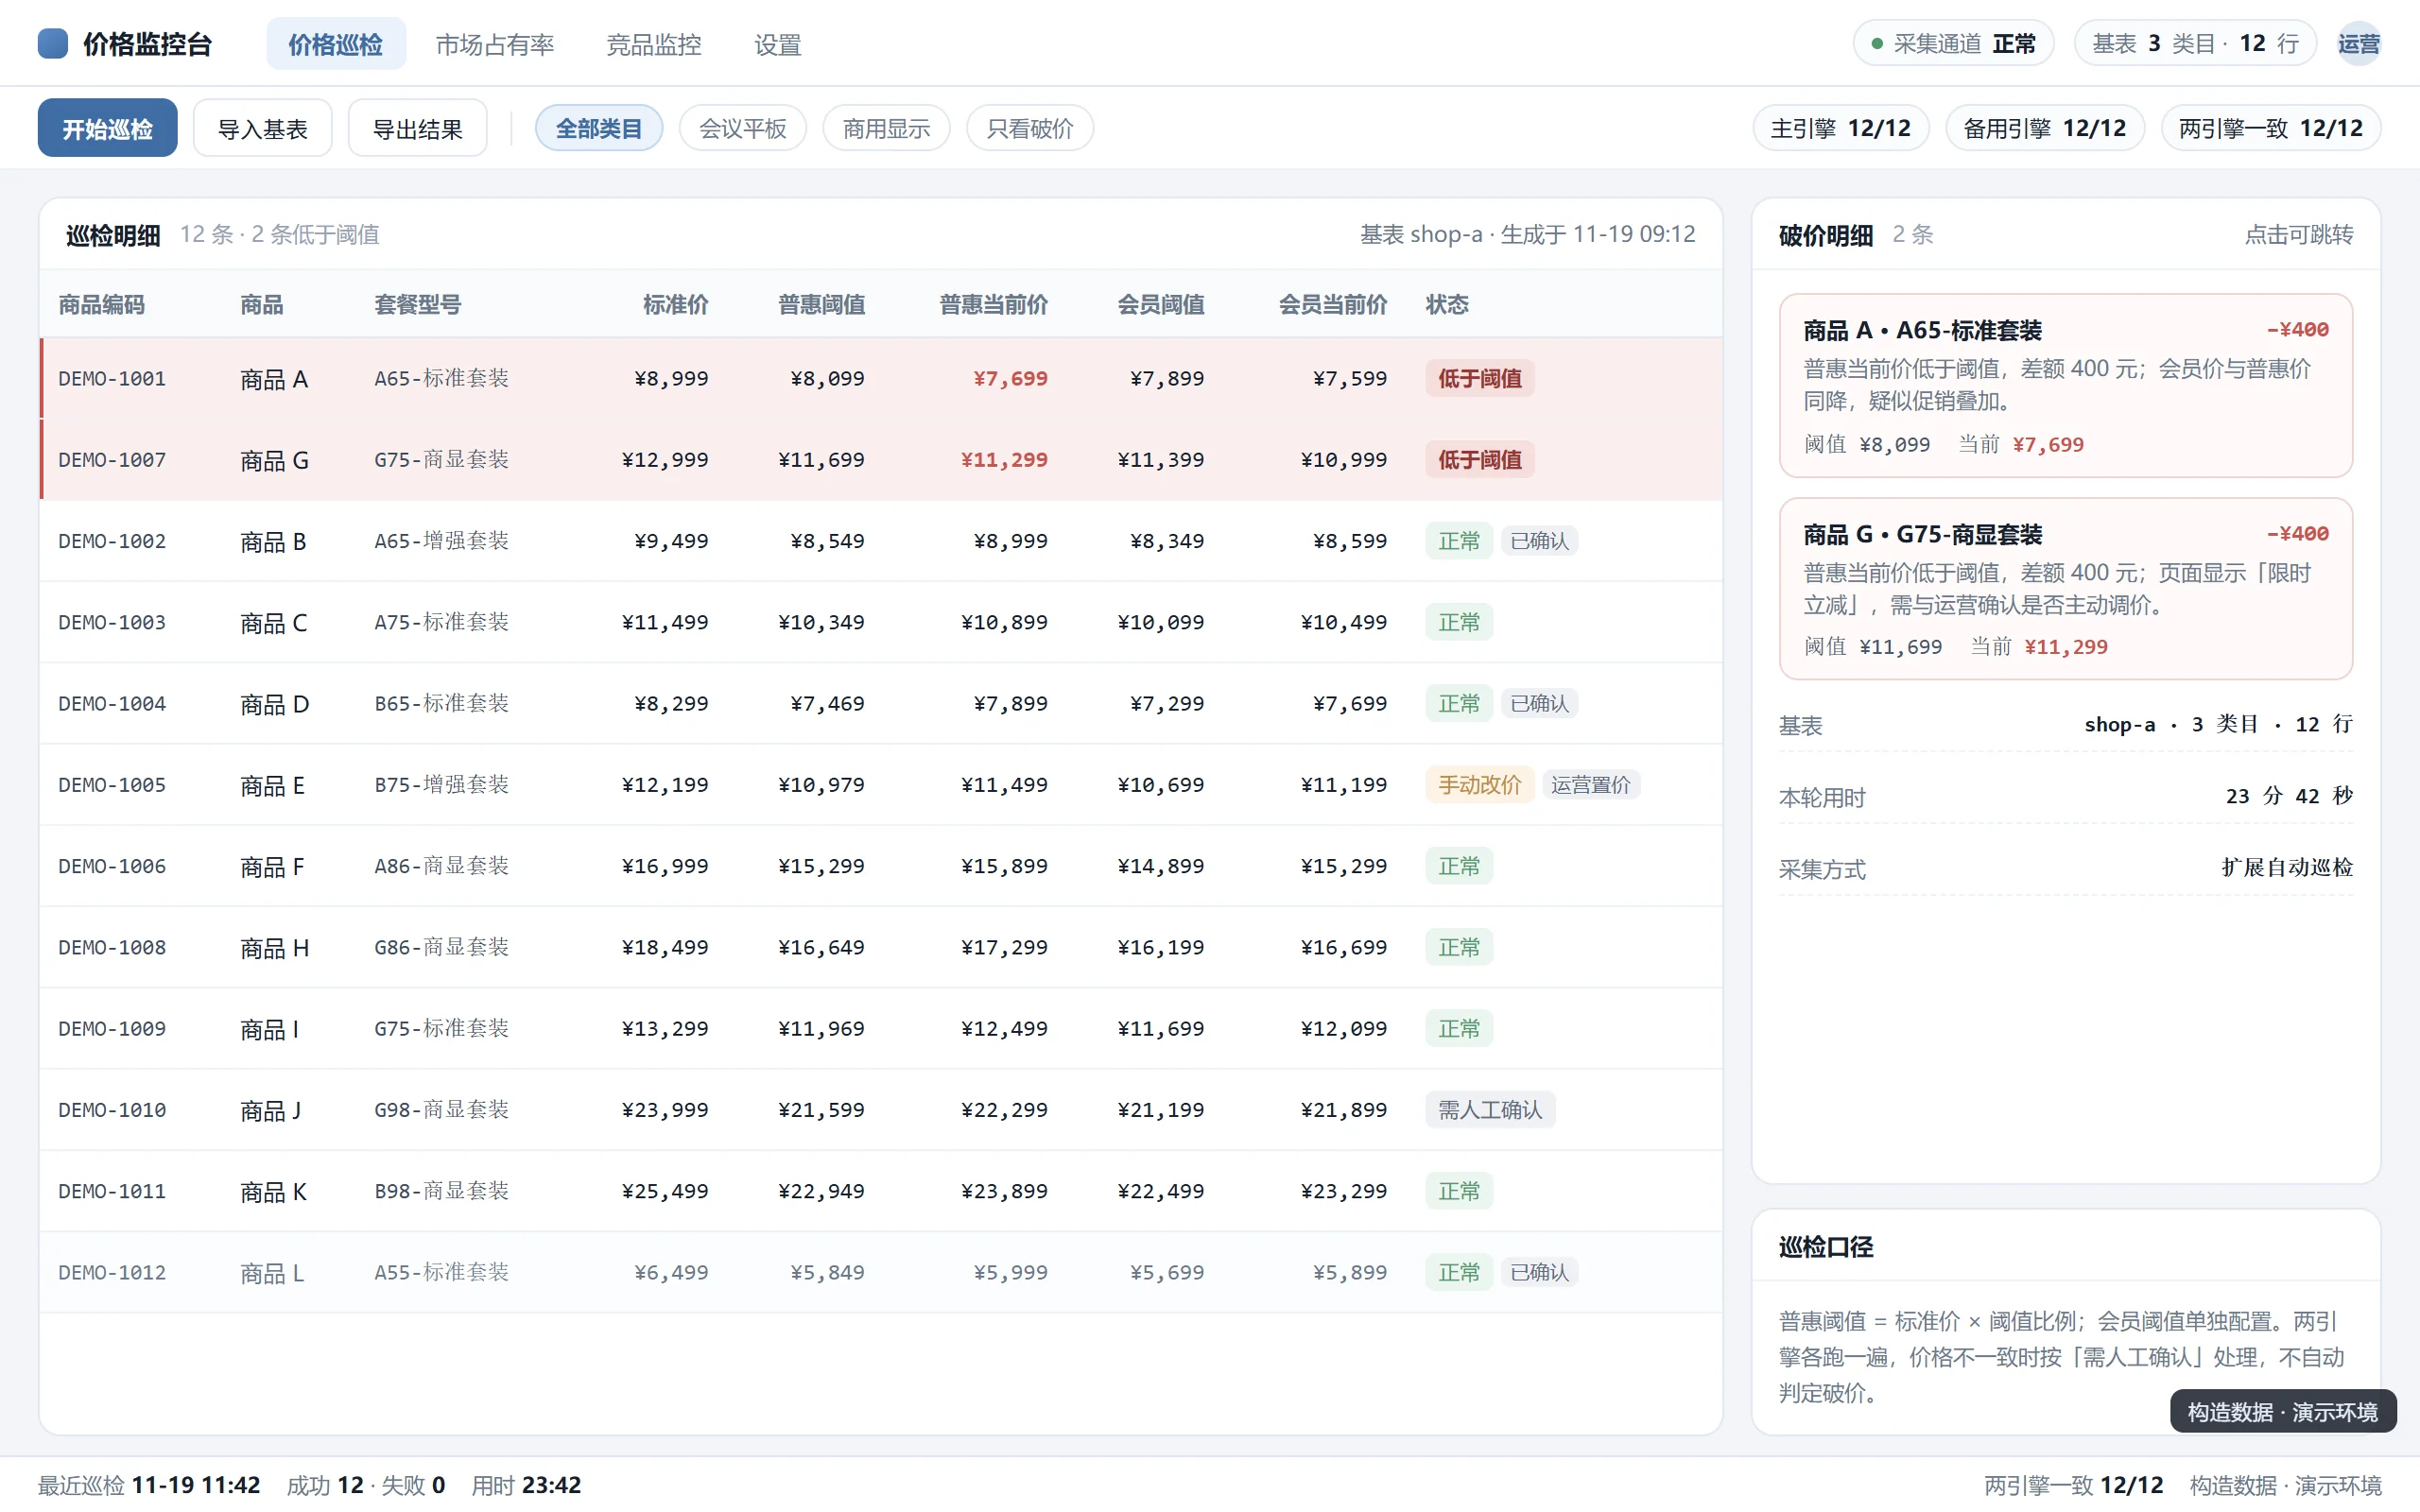 价格监控台 价格巡检 市场占有率 竞品监控 设置 采集通道 正常 基表 3 类目 · 12 行 运营
开始巡检 导入基表 导出结果 全部类目 会议平板 商用显示 只看破价 主引擎 12/12 备用引擎 12/12 两引擎一致 12/12
巡检明细 12 条 · 2 条低于阈值 基表 shop-a · 生成于 11-19 09:12
商品编码 商品 套餐型号 标准价 普惠阈值 普惠当前价 会员阈值 会员当前价 状态
DEMO-1001 商品 A A65-标准套装 ¥8,999 ¥8,099 ¥7,699 ¥7,899 ¥7,599 低于阈值
DEMO-1007 商品 G G75-商显套装 ¥12,999 ¥11,699 ¥11,299 ¥11,399 ¥10,999 低于阈值
DEMO-1002 商品 B A65-增强套装 ¥9,499 ¥8,549 ¥8,999 ¥8,349 ¥8,599 正常 已确认
DEMO-1003 商品 C A75-标准套装 ¥11,499 ¥10,349 ¥10,899 ¥10,099 ¥10,499 正常
DEMO-1004 商品 D B65-标准套装 ¥8,299 ¥7,469 ¥7,899 ¥7,299 ¥7,699 正常 已确认
DEMO-1005 商品 E B75-增强套装 ¥12,199 ¥10,979 ¥11,499 ¥10,699 ¥11,199 手动改价 运营置价
DEMO-1006 商品 F A86-商显套装 ¥16,999 ¥15,299 ¥15,899 ¥14,899 ¥15,299 正常
DEMO-1008 商品 H G86-商显套装 ¥18,499 ¥16,649 ¥17,299 ¥16,199 ¥16,699 正常
DEMO-1009 商品 I G75-标准套装 ¥13,299 ¥11,969 ¥12,499 ¥11,699 ¥12,099 正常
DEMO-1010 商品 J G98-商显套装 ¥23,999 ¥21,599 ¥22,299 ¥21,199 ¥21,899 需人工确认
DEMO-1011 商品 K B98-商显套装 ¥25,499 ¥22,949 ¥23,899 ¥22,499 ¥23,299 正常
DEMO-1012 商品 L A55-标准套装 ¥6,499 ¥5,849 ¥5,999 ¥5,699 ¥5,899 正常 已确认
破价明细 2 条 点击可跳转
商品 A • A65-标准套装 -¥400
普惠当前价低于阈值，差额 400 元；会员价与普惠价
同降，疑似促销叠加。
阈值 ¥8,099 当前 ¥7,699
商品 G • G75-商显套装 -¥400
普惠当前价低于阈值，差额 400 元；页面显示「限时
立减」，需与运营确认是否主动调价。
阈值 ¥11,699 当前 ¥11,299
基表 shop-a · 3 类目 · 12 行
本轮用时 23 分 42 秒
采集方式 扩展自动巡检
巡检口径
普惠阈值 = 标准价 × 阈值比例；会员阈值单独配置。两引
擎各跑一遍，价格不一致时按「需人工确认」处理，不自动
判定破价。
构造数据 · 演示环境
最近巡检 11-19 11:42 成功 12 · 失败 0 用时 23:42 两引擎一致 12/12 构造数据 · 演示环境